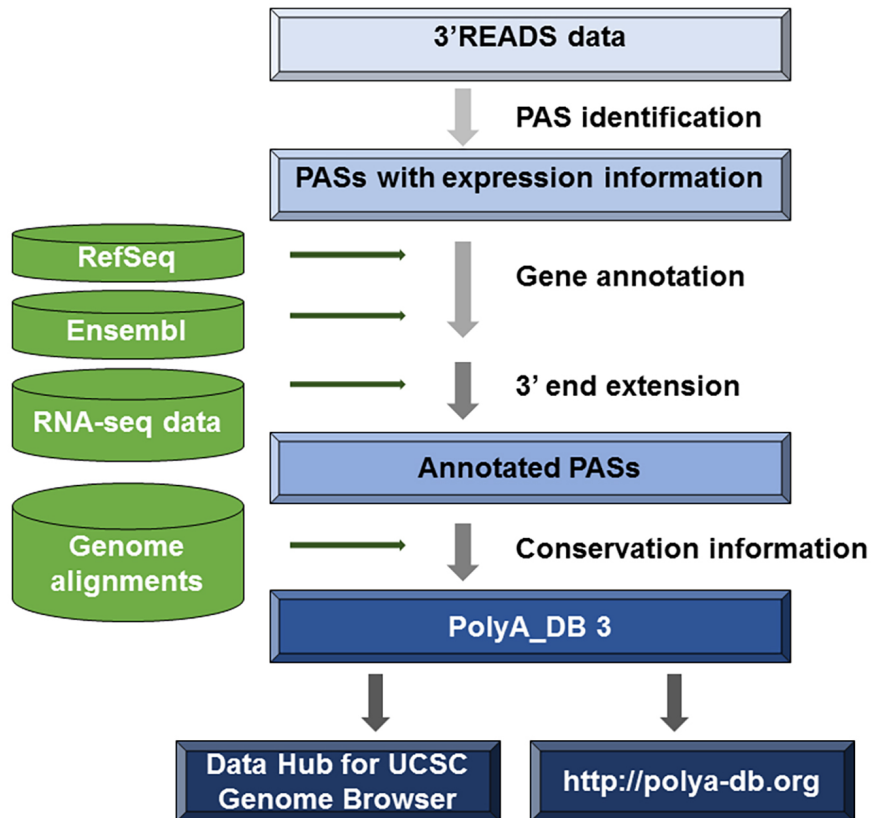 3’READS data
PAS identification
PASs with expression information
RefSeq
Gene annotation
Ensembl
3’ end extension
RNA-seq data
Annotated PASs
Genome
alignments
Conservation information
PolyA_DB 3
Data Hub for UCSC
Genome Browser
http://polya-db.org